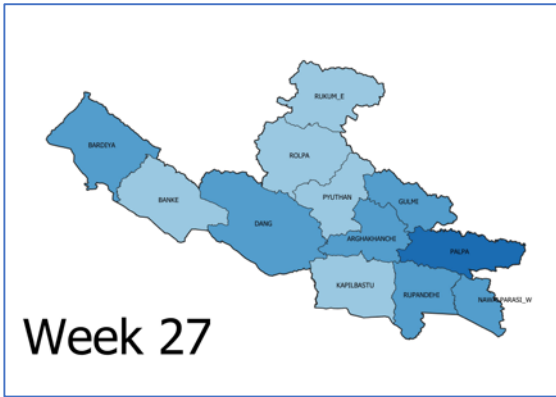 RUKUM_E
BARDIYA
ROLPA
BANKE
PYUTHAN
GULMI
DANG
ARGHAKHANCHI
PALPA
KAPILBASTU
RUPANDEHI
NAWALPARASI_W
Week 27